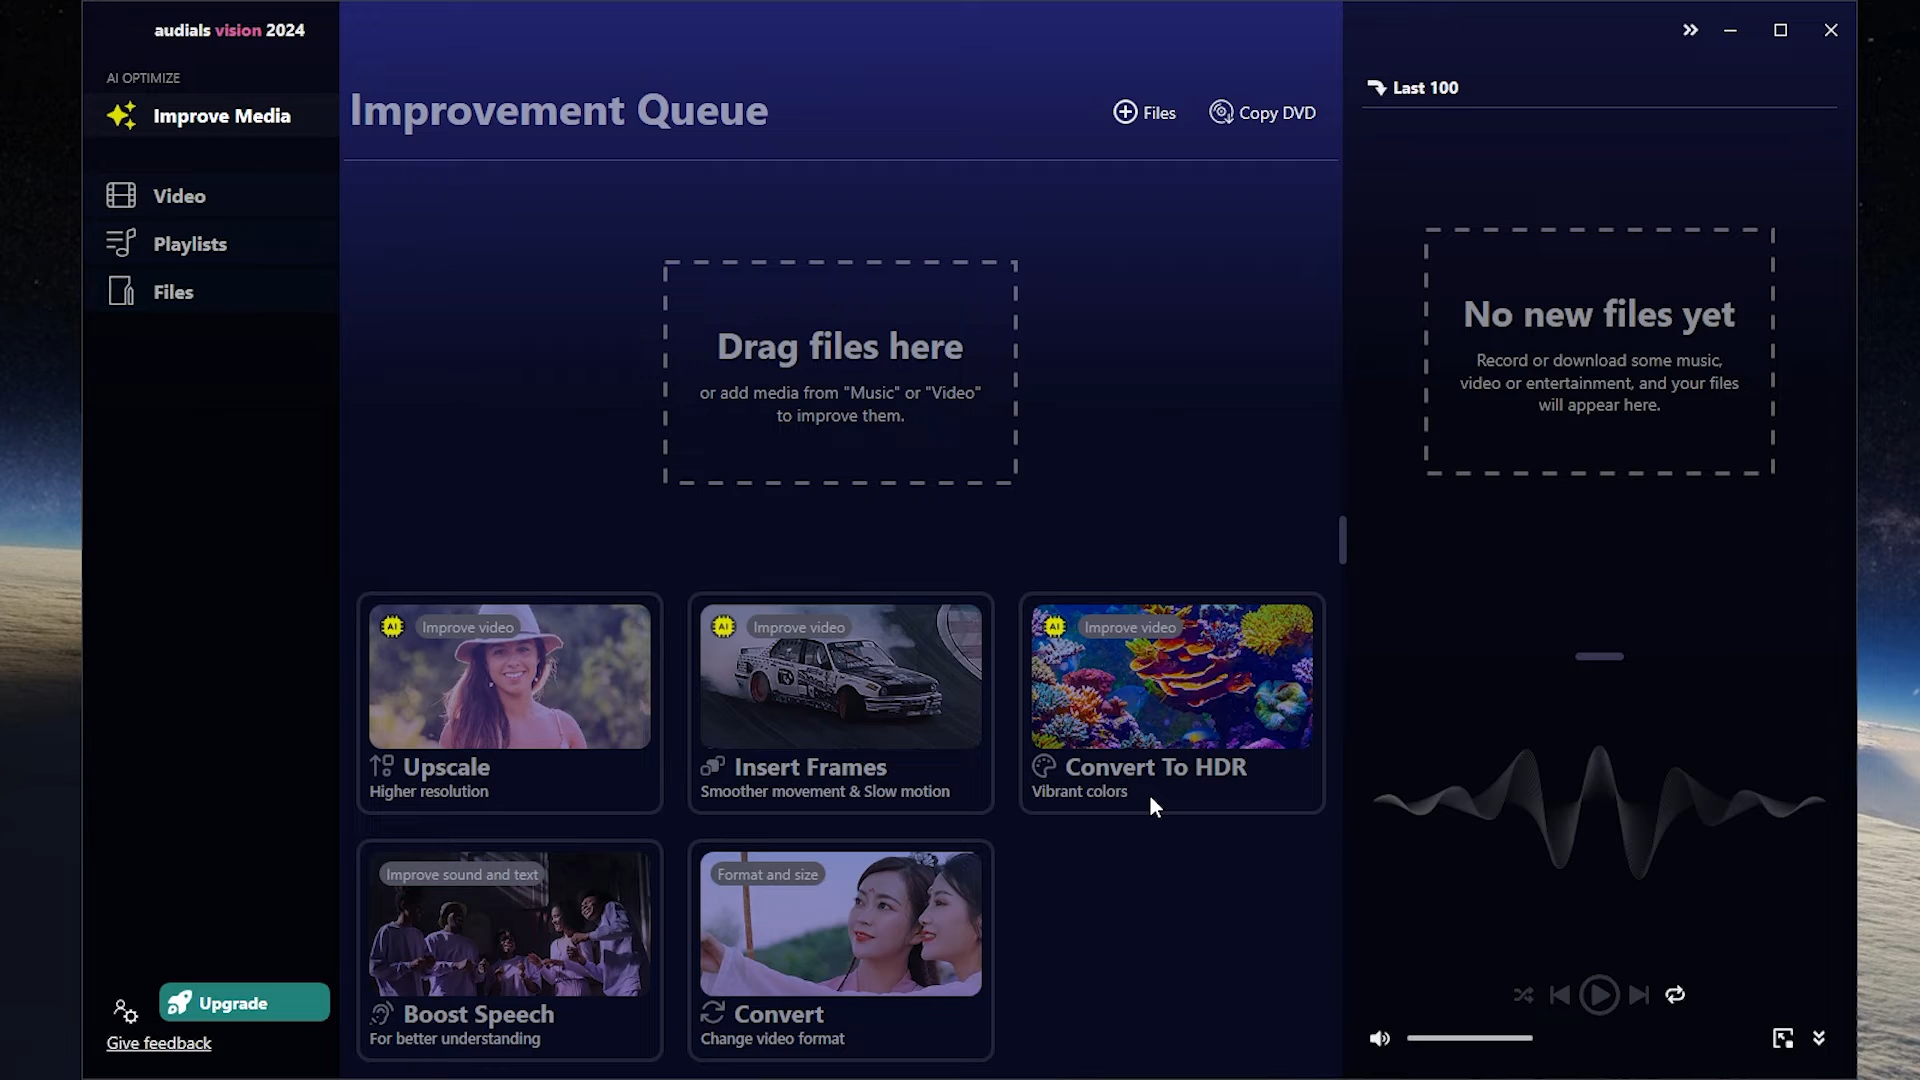 audials vision 2024
AI OPTIMIZE
Improve Media
Video
Playlists
Files
Upgrade
Give feedback
Improvement Queue
Files
Copy DVD
Drag files here
or add media from "Music" or "Video"
to improve them.
AI
Improve video
Upscale
Higher resolution
AI
Improve video
Insert Frames
Smoother movement & Slow motion
AI
Improve video
Convert To HDR
Vibrant colors
Improve sound and text
Boost Speech
For better understanding
Format and size
Convert
Change video format
Last 100
No new files yet
Record or download some music,
video or entertainment, and your files
will appear here.